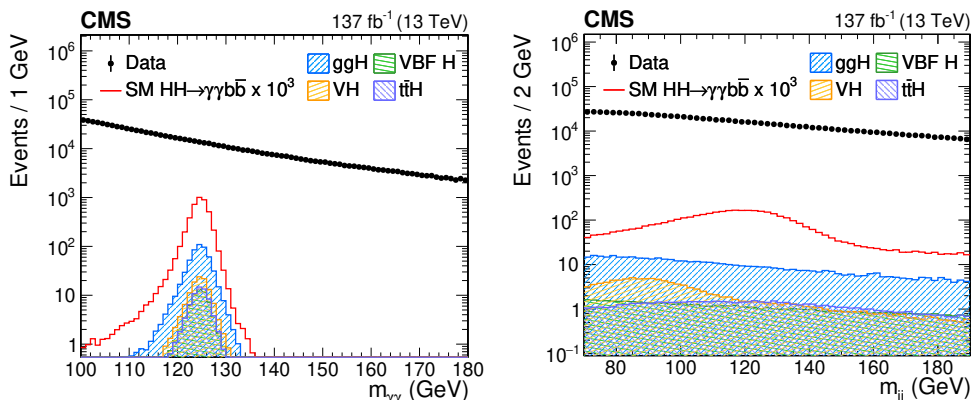 CMS 137 fb⁻¹ (13 TeV)
Events / 1 GeV
10⁶
10⁵
10⁴
10³
10²
10
1
Data
SM HH→γγbb̅ x 10³
ggH
VBF H
VH
tt̅H
100 110 120 130 140 150 160 170 180
mγγ (GeV)
CMS 137 fb⁻¹ (13 TeV)
Events / 2 GeV
10⁶
10⁵
10⁴
10³
10²
10
1
10⁻¹
Data
SM HH→γγbb̅ x 10³
ggH
VBF H
VH
tt̅H
80 100 120 140 160 180
mjj (GeV)